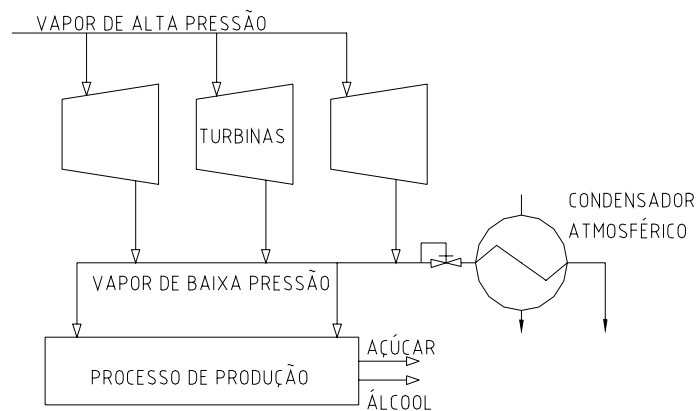 VAPOR DE ALTA PRESSÃO
TURBINAS
CONDENSADOR
ATMOSFÉRICO
VAPOR DE BAIXA PRESSÃO
PROCESSO DE PRODUÇÃO
AÇÚCAR
ÁLCOOL